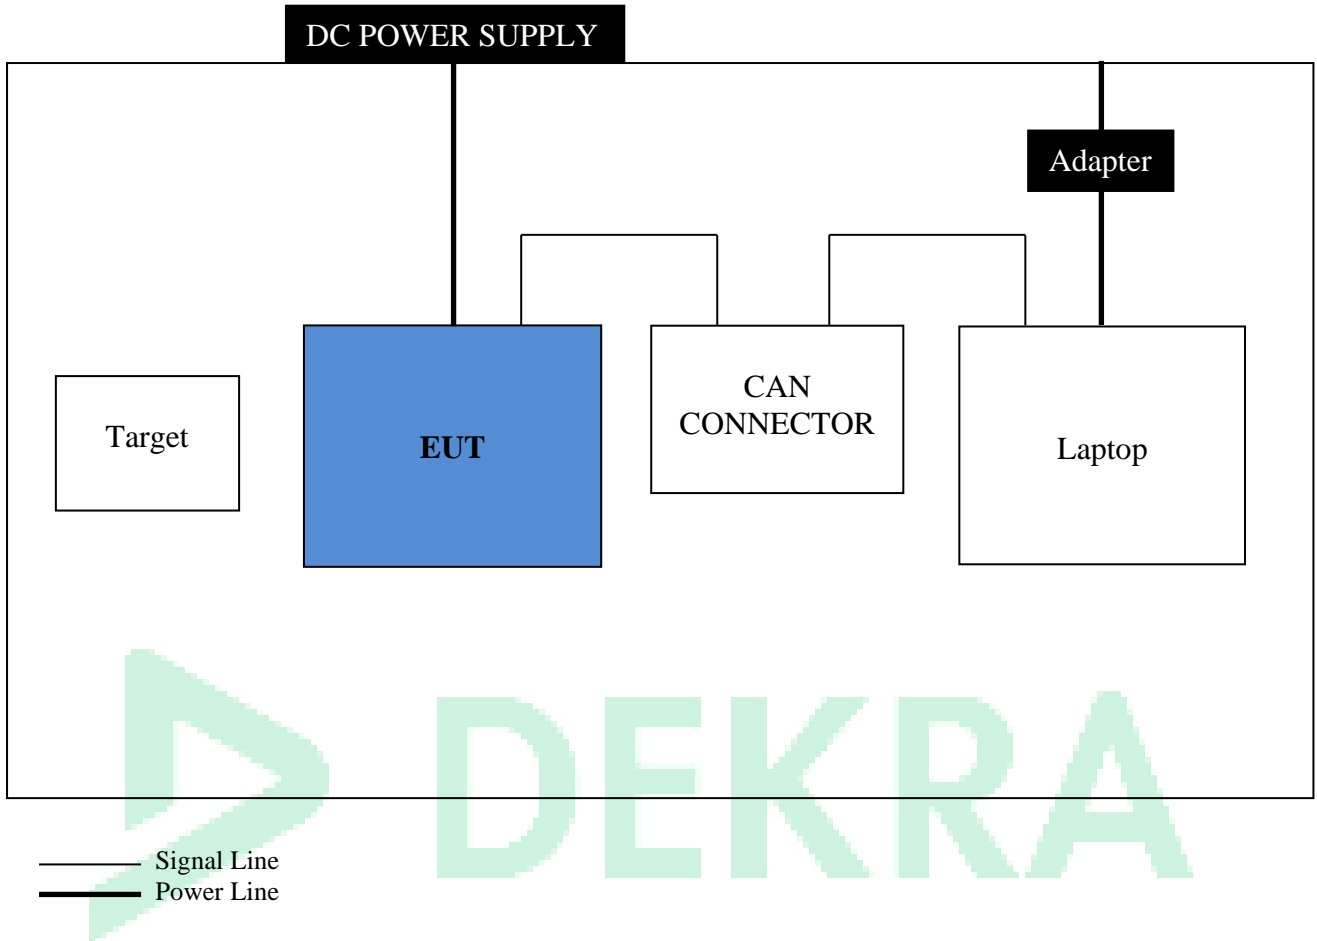 DC POWER SUPPLY
Adapter
Target
EUT
CAN
CONNECTOR
Laptop
DEKRA
Signal Line
Power Line